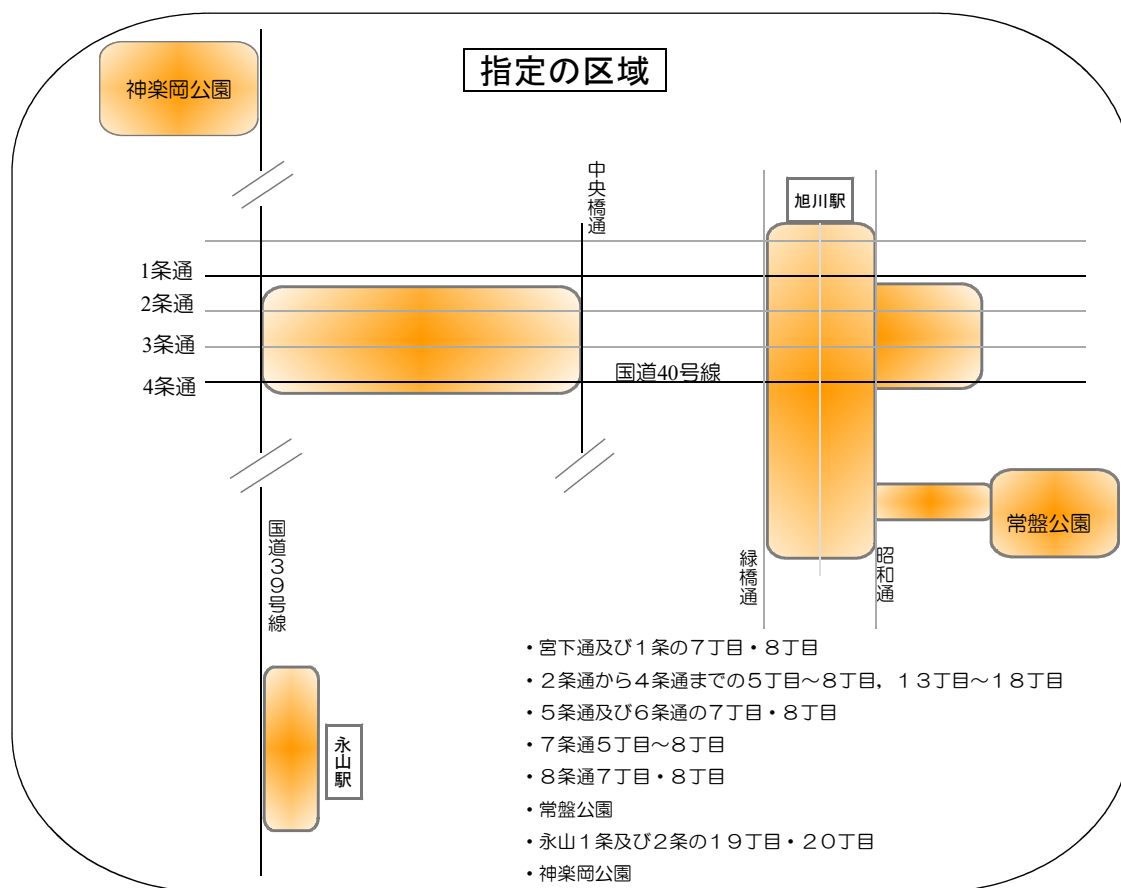 指定の区域
神楽岡公園
中央橋通
旭川駅
1条通
2条通
3条通
国道40号線
4条通
常盤公園
国道３９号線
緑橋通
昭和通
永山駅
・宮下通及び１条の７丁目・８丁目
・２条通から４条通までの５丁目～８丁目，１３丁目～１８丁目
・５条通及び６条通の７丁目・８丁目
・７条通５丁目～８丁目
・８条通７丁目・８丁目
・常盤公園
・永山１条及び２条の１９丁目・２０丁目
・神楽岡公園